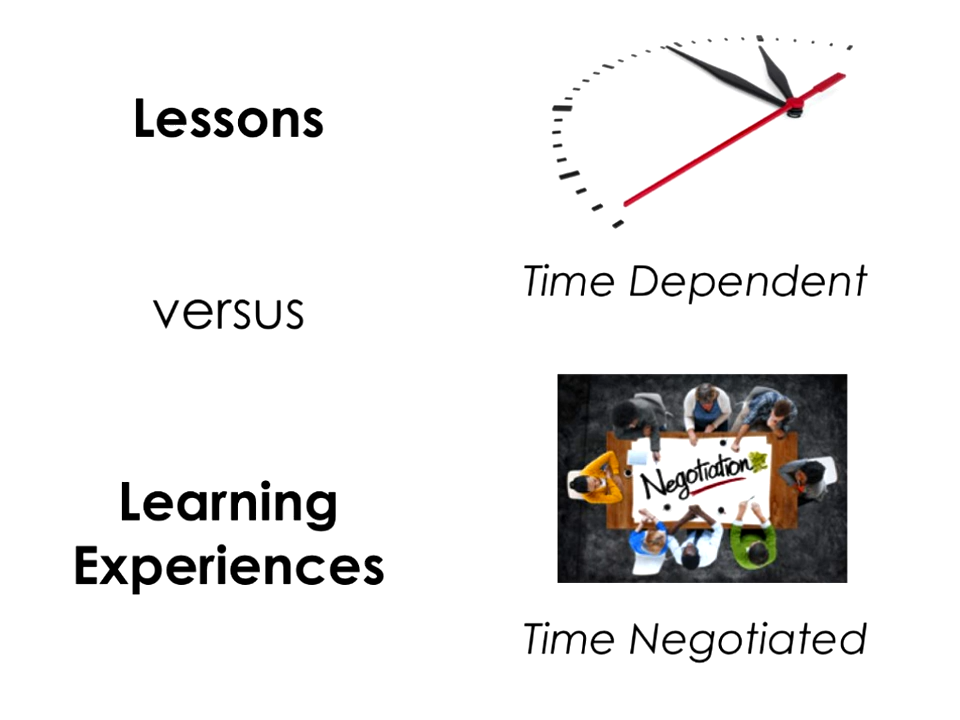 Lessons
Time Dependent
versus
Negotiation
Learning
Experiences
Time Negotiated